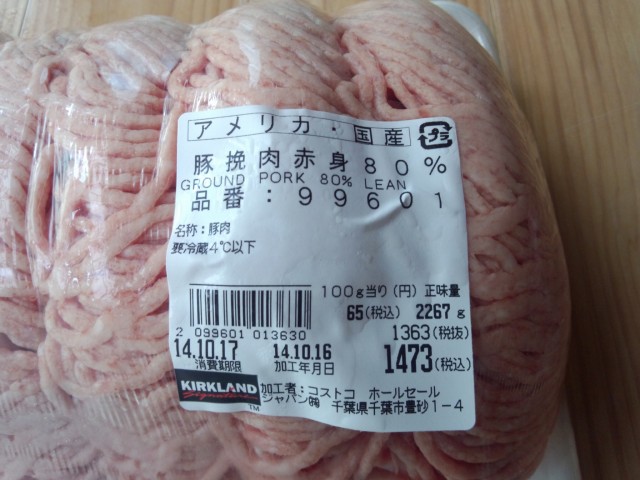 アメリカ・国産
プラ
豚挽肉赤身80%
GROUND PORK 80% LEAN
品番:99601
名称:豚肉
要冷蔵4℃以下
100g当り(円) 正味量
65(税込) 2267g
2 099601 013630
1363(税抜)
14.10.17 14.10.16 1473(税込)
消費期限 加工年月日
KIRKLAND
Signature
TM
加工者:コストコ ホールセール
ジャパン㈱ 千葉県千葉市豊砂1-4